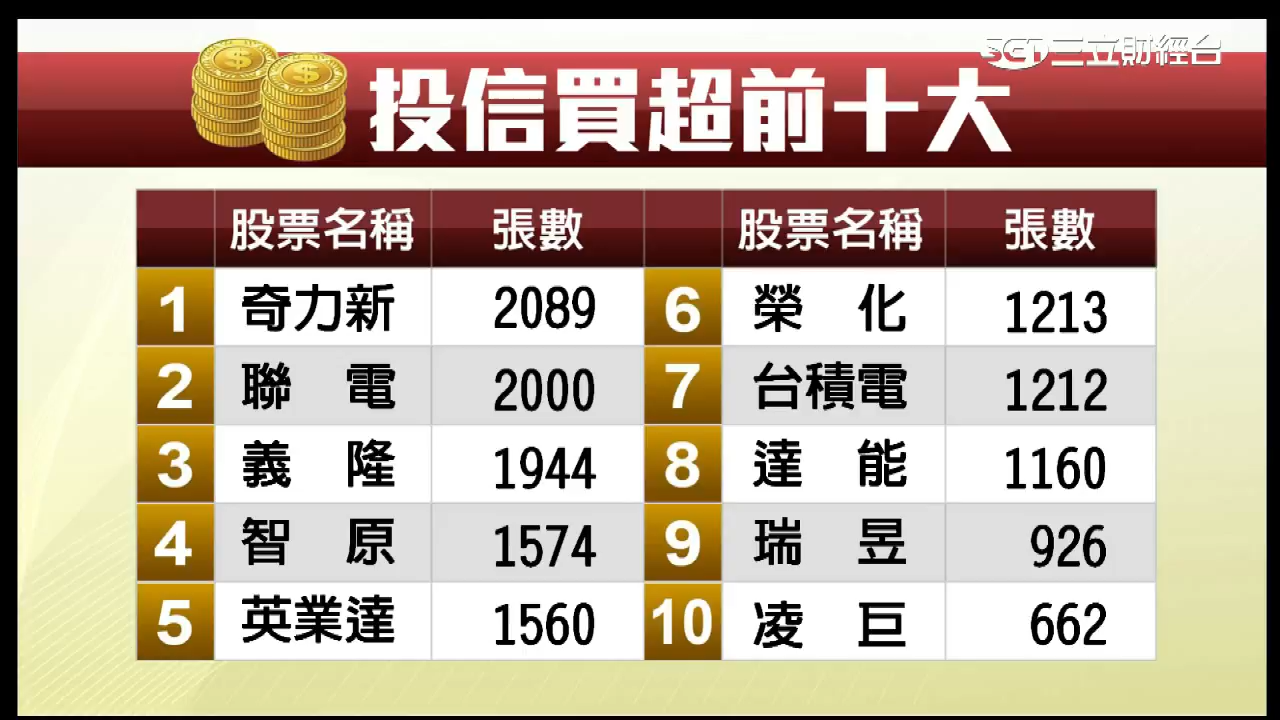 SET三立財經台
投信買超前十大
股票名稱 張數 股票名稱 張數
1 奇力新 2089 6 榮化 1213
2 聯電 2000 7 台積電 1212
3 義隆 1944 8 達能 1160
4 智原 1574 9 瑞昱 926
5 英業達 1560 10 凌巨 662